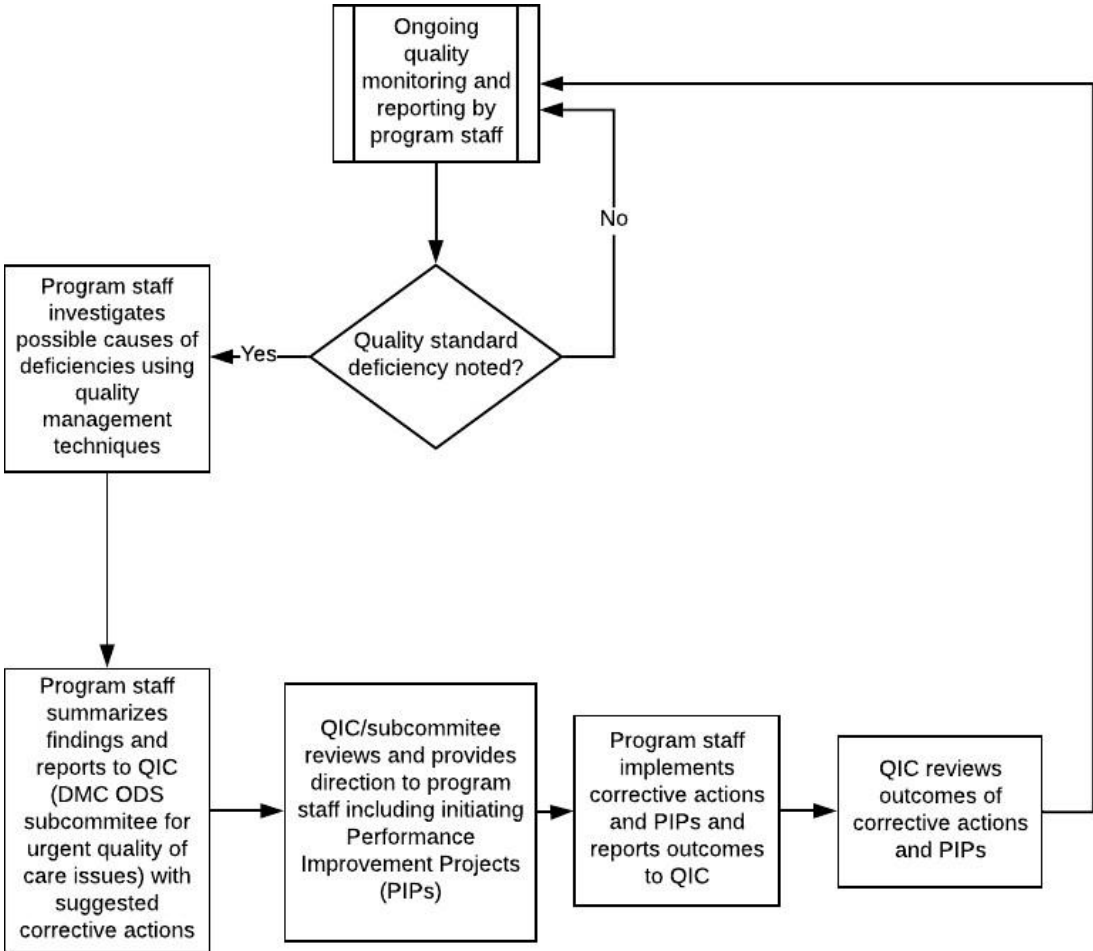 Ongoing
quality
monitoring and
reporting by
program staff
No
Quality standard
deficiency noted?
Yes
Program staff
investigates
possible causes of
deficiencies using
quality
management
techniques
Program staff
summarizes
findings and
reports to QIC
(DMC ODS
subcommitee for
urgent quality of
care issues) with
suggested
corrective actions
QIC/subcommitee
reviews and provides
direction to program
staff including initiating
Performance
Improvement Projects
(PIPs)
Program staff
implements
corrective actions
and PIPs and
reports outcomes
to QIC
QIC reviews
outcomes of
corrective actions
and PIPs